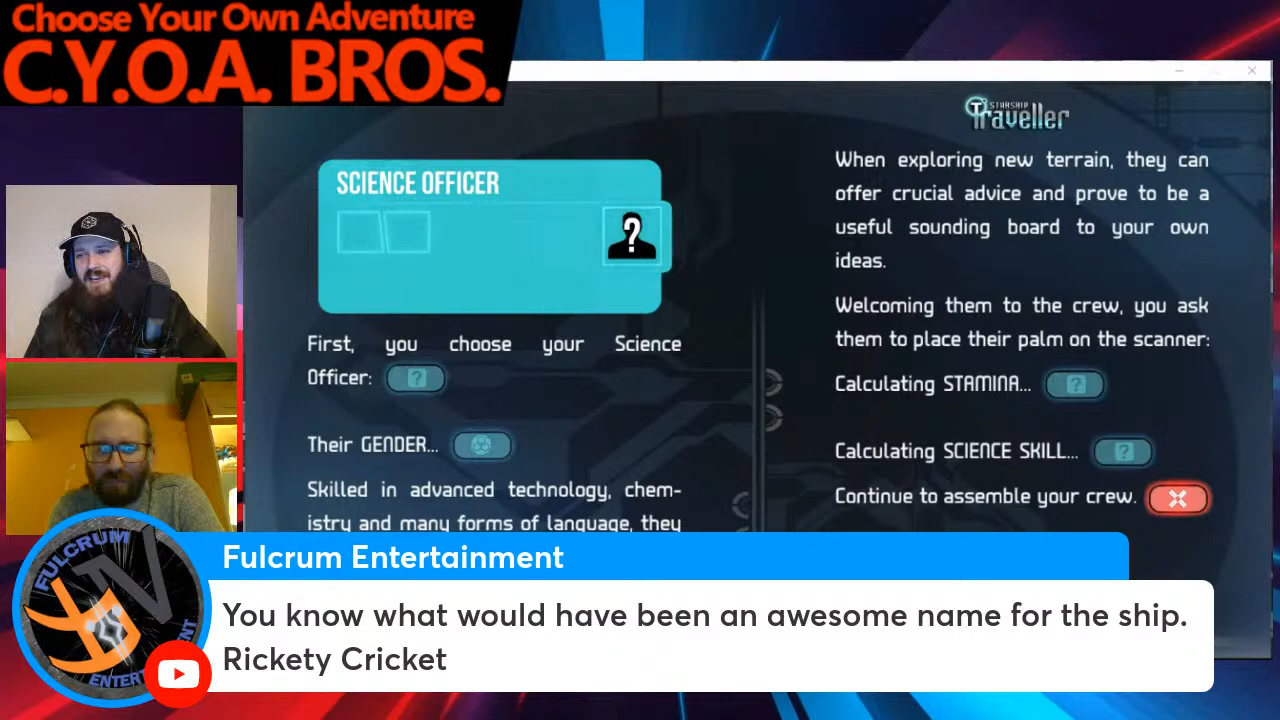 Choose Your Own Adventure
C.Y.O.A. BROS.
SCIENCE OFFICER
First, you choose your Science
Officer:
Their GENDER...
Skilled in advanced technology, chem-
istry and many forms of language, they
STARSHIP
Traveller
When exploring new terrain, they can
offer crucial advice and prove to be a
useful sounding board to your own
ideas.
Welcoming them to the crew, you ask
them to place their palm on the scanner:
Calculating STAMINA...
Calculating SCIENCE SKILL...
Continue to assemble your crew.
FULCRUM
TV
ENTERTAINMENT
Fulcrum Entertainment
You know what would have been an awesome name for the ship.
Rickety Cricket